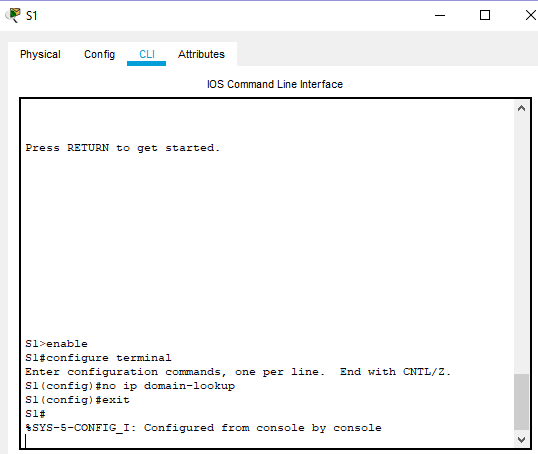 S1
Physical Config CLI Attributes
IOS Command Line Interface
Press RETURN to get started.
S1>enable
S1#configure terminal
Enter configuration commands, one per line.  End with CNTL/Z.
S1(config)#no ip domain-lookup
S1(config)#exit
S1#
%SYS-5-CONFIG_I: Configured from console by console